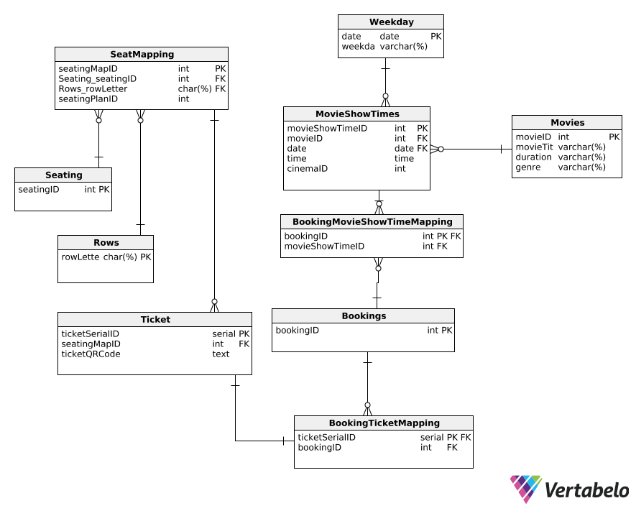 Weekday
date date PK
weekda varchar(%)
SeatMapping
seatingMapID int PK
Seating_seatingID int FK
Rows_rowLetter char(%) FK
seatingPlanID int
MovieShowTimes
movieShowTimeID int PK
movieID int FK
date date FK
time time
cinemaID int
Movies
movieID int PK
movieTit varchar(%)
duration varchar(%)
genre varchar(%)
Seating
seatingID int PK
BookingMovieShowTimeMapping
bookingID int PK FK
movieShowTimeID int FK
Rows
rowLette char(%) PK
Ticket
ticketSerialID serial PK
seatingMapID int FK
ticketQRCode text
Bookings
bookingID int PK
BookingTicketMapping
ticketSerialID serial PK FK
bookingID int FK
Vertabelo